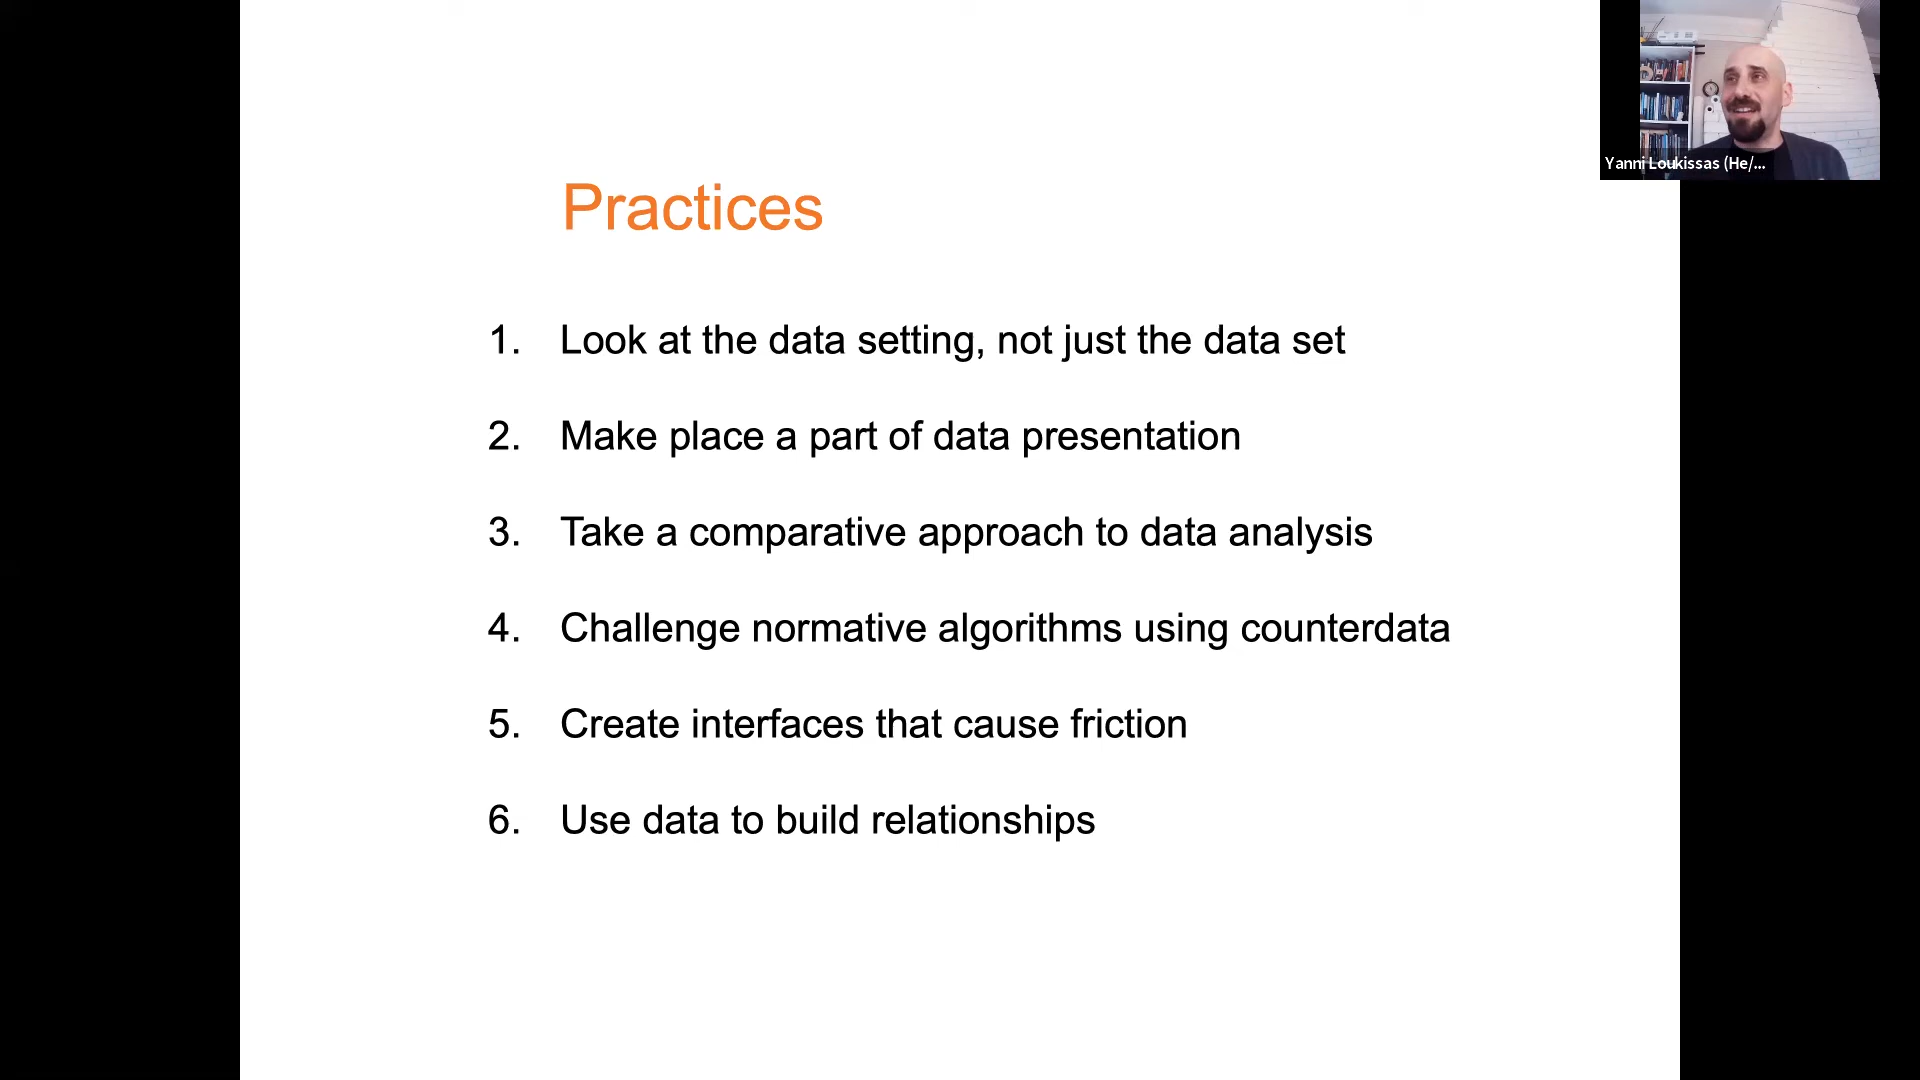 Yanni Loukissas (He/...
Practices
1. Look at the data setting, not just the data set
2. Make place a part of data presentation
3. Take a comparative approach to data analysis
4. Challenge normative algorithms using counterdata
5. Create interfaces that cause friction
6. Use data to build relationships